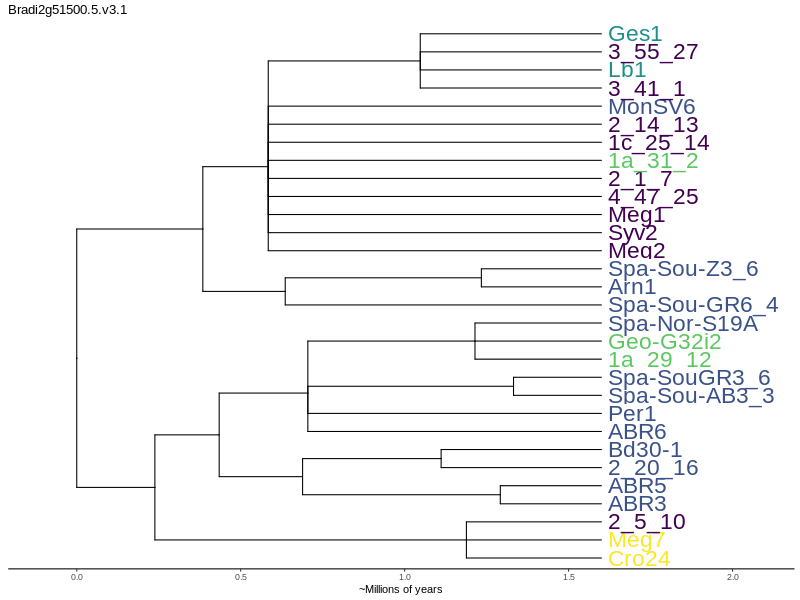 Bradi2g51500.5.v3.1
Ges1
3_55_27
Lb1
3_41_1
MonSV6
2_14_13
1c_25_14
1a_31_2
2_1_7
4_47_25
Meg1
Syv2
Meg2
Spa-Sou-Z3_6
Arn1
Spa-Sou-GR6_4
Spa-Nor-S19A
Geo-G32i2
1a_29_12
Spa-SouGR3_6
Spa-Sou-AB3_3
Per1
ABR6
Bd30-1
2_20_16
ABR5
ABR3
2_5_10
Meg7
Cro24
0.0 0.5 1.0 1.5 2.0
~Millions of years